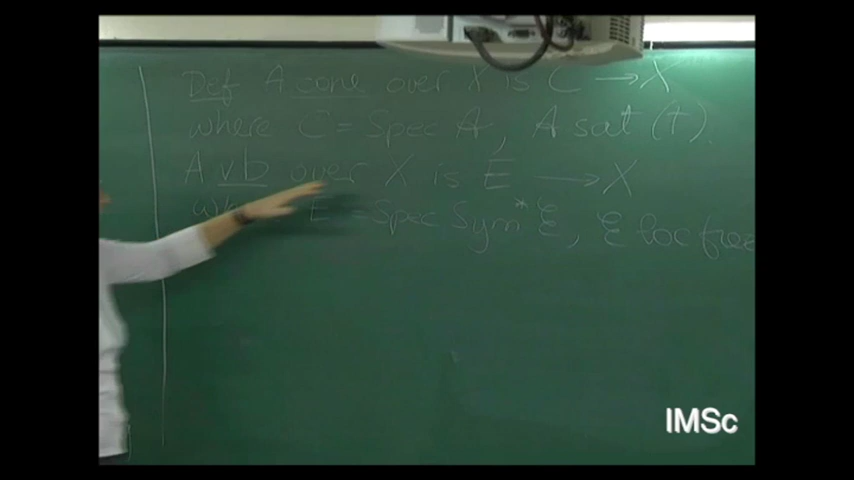 Def A cone over X is C → X
where C = Spec A, A sat (†).
A vb over X is E → X
E = Spec Sym* ℰ, ℰ loc free
IMSc